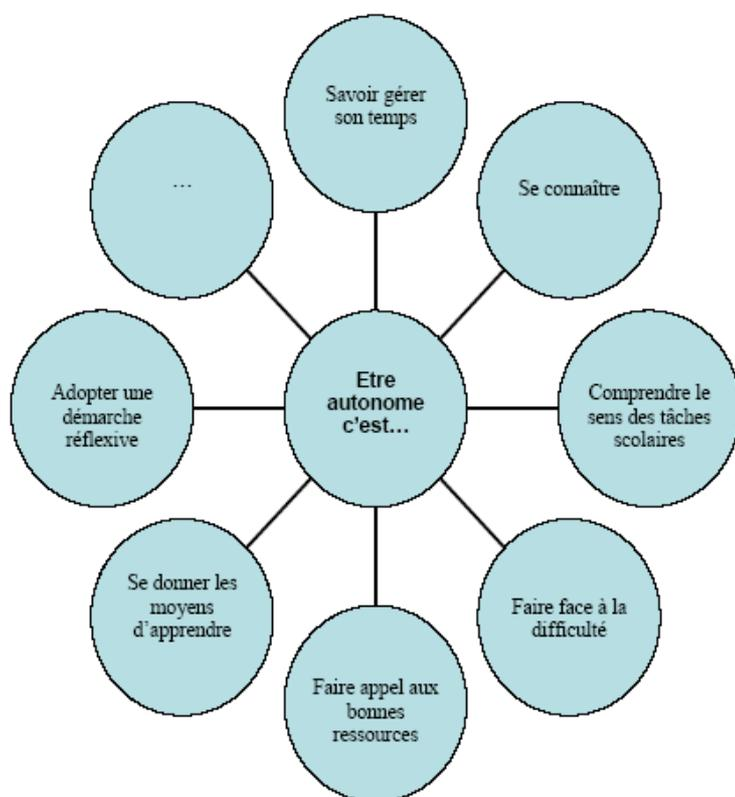 Savoir gérer
son temps
…
Se connaître
Etre
autonome
c'est…
Adopter une
démarche
réflexive
Comprendre le
sens des tâches
scolaires
Se donner les
moyens
d'apprendre
Faire face à la
difficulté
Faire appel aux
bonnes
ressources